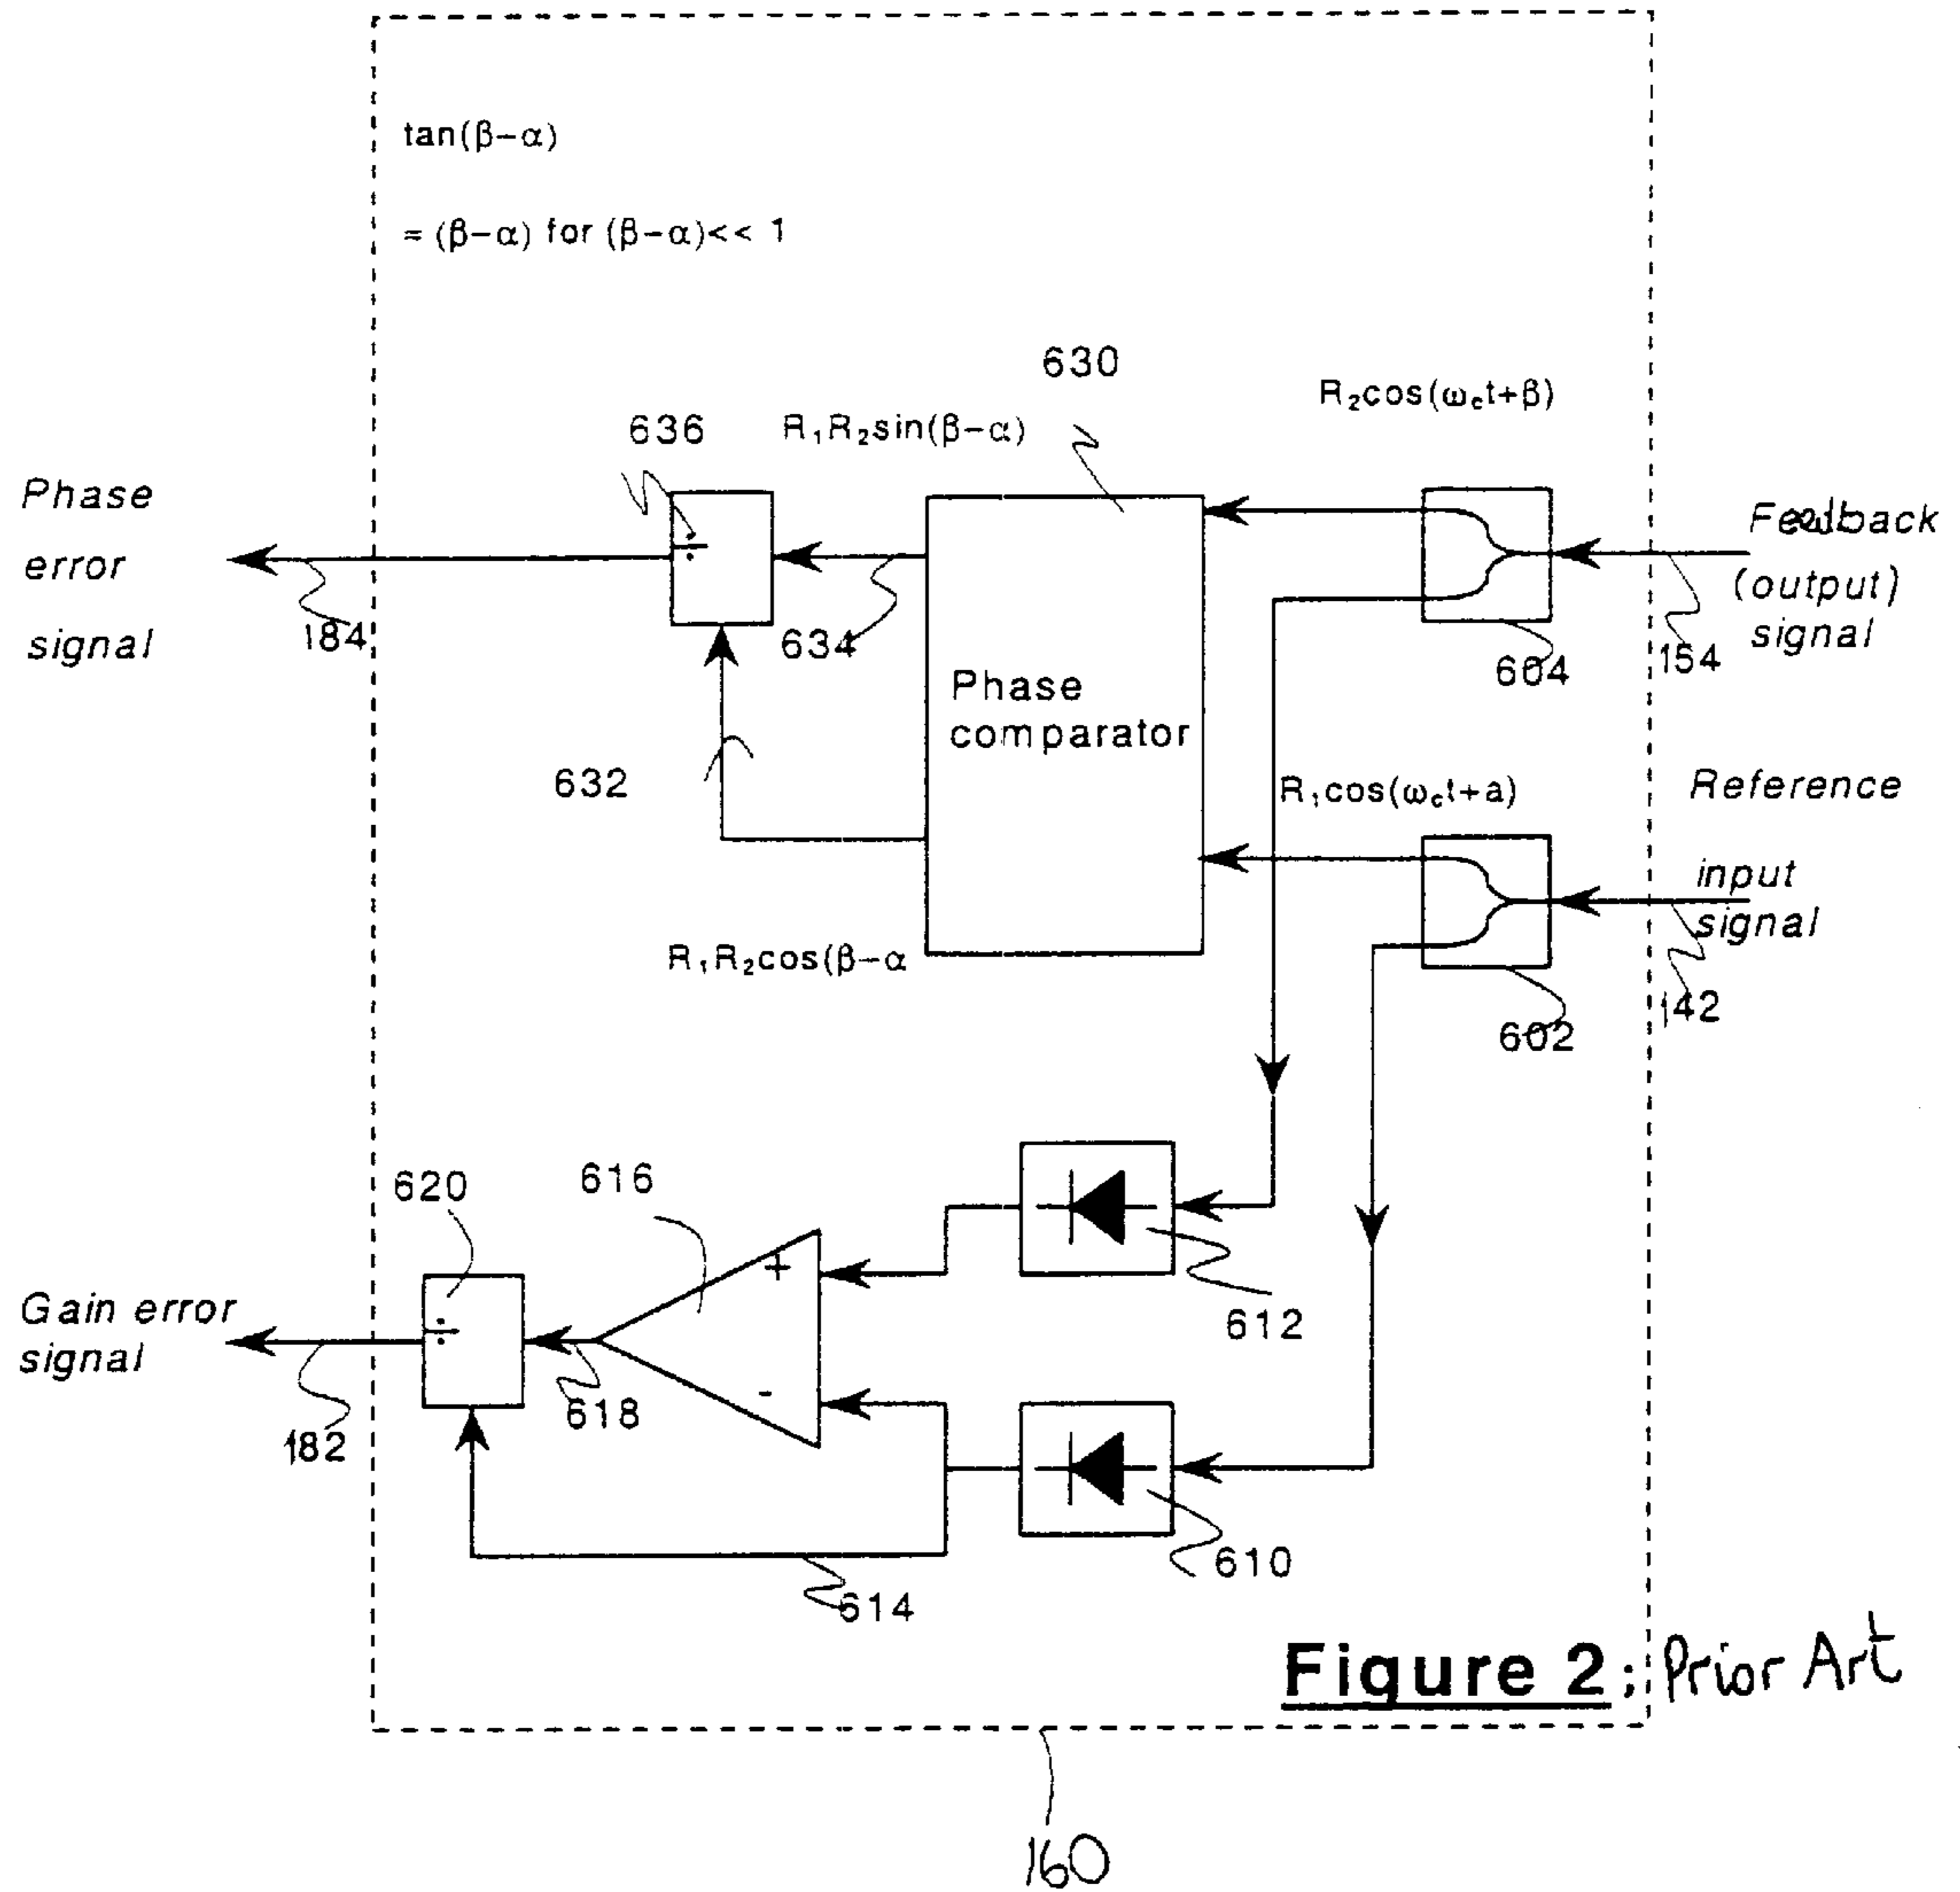 tan(β−α)
= (β−α) for (β−α)<< 1
630
R₂cos(ω꜀t+β)
636
R₁R₂sin(β−α)
Phase
error
signal
184
634
Feedback
(output)
signal
604
154
Phase
comparator
632
R₁cos(ω꜀t+a)
Reference
input
signal
R₁R₂cos(β−α
142
602
616
620
+
612
Gain error
signal
-
618
182
610
614
Figure 2; Prior Art
160